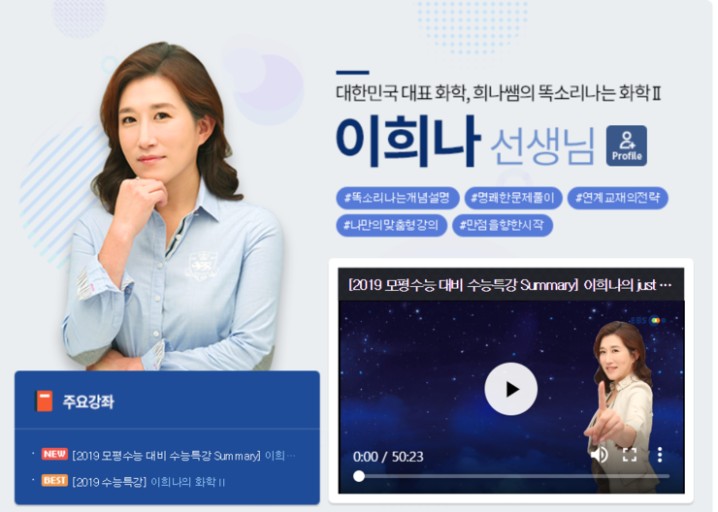 대한민국 대표 화학, 희나쌤의 똑소리나는 화학Ⅱ
이희나 선생님 Profile
#똑소리나는개념설명 #명쾌한문제풀이 #연계교재의전략
#나만의맞춤형강의 #만점을향한시작
[2019 모평수능 대비 수능특강 Summary] 이희나의 just …
EBS
0:00 / 50:23
주요강좌
· NEW [2019 모평수능 대비 수능특강 Summary] 이희…
· BEST [2019 수능특강] 이희나의 화학 II